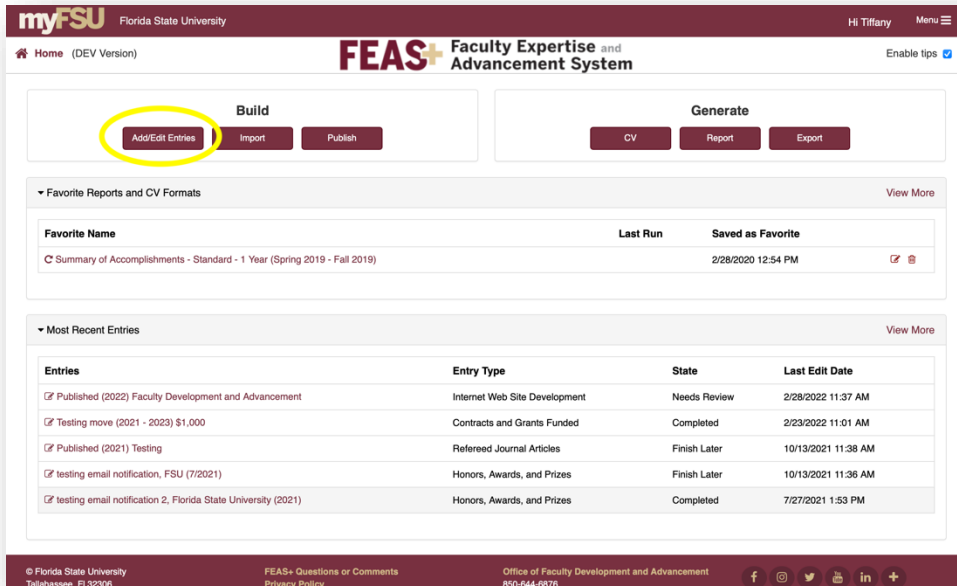 myFSU Florida State University Hi Tiffany Menu
Home (DEV Version) FEAS+ Faculty Expertise and Advancement System Enable tips
Build
Add/Edit Entries Import Publish
Generate
CV Report Export
Favorite Reports and CV Formats View More
Favorite Name Last Run Saved as Favorite
Summary of Accomplishments - Standard - 1 Year (Spring 2019 - Fall 2019) 2/28/2020 12:54 PM
Most Recent Entries View More
Entries Entry Type State Last Edit Date
Published (2022) Faculty Development and Advancement Internet Web Site Development Needs Review 2/28/2022 11:37 AM
Testing move (2021 - 2023) $1,000 Contracts and Grants Funded Completed 2/23/2022 11:01 AM
Published (2021) Testing Refereed Journal Articles Finish Later 10/13/2021 11:38 AM
testing email notification, FSU (7/2021) Honors, Awards, and Prizes Finish Later 10/13/2021 11:36 AM
testing email notification 2, Florida State University (2021) Honors, Awards, and Prizes Completed 7/27/2021 1:53 PM
© Florida State University FEAS+ Questions or Comments Office of Faculty Development and Advancement
Tallahassee, FL32306 Privacy Policy 850-644-6876